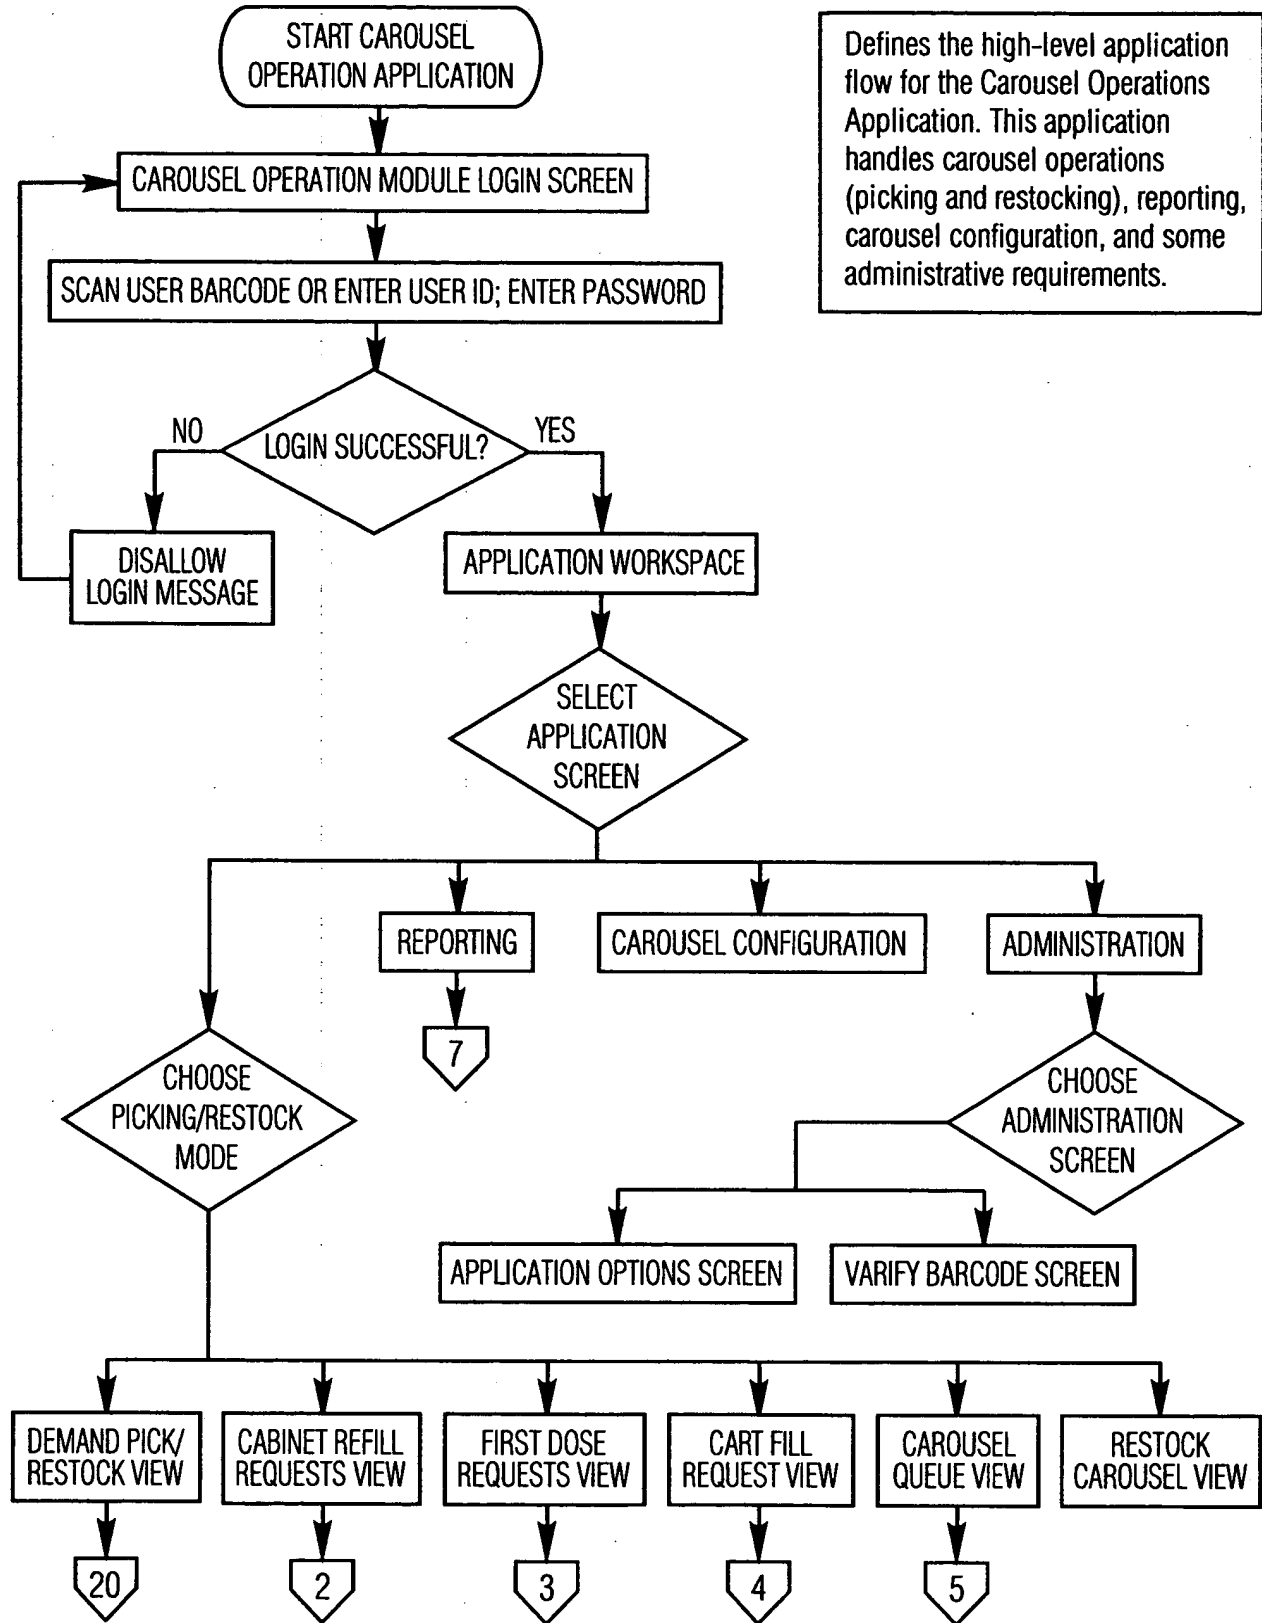 START CAROUSEL
OPERATION APPLICATION
Defines the high-level application
flow for the Carousel Operations
Application. This application
handles carousel operations
(picking and restocking), reporting,
carousel configuration, and some
administrative requirements.
CAROUSEL OPERATION MODULE LOGIN SCREEN
SCAN USER BARCODE OR ENTER USER ID; ENTER PASSWORD
NO
LOGIN SUCCESSFUL?
YES
DISALLOW
LOGIN MESSAGE
APPLICATION WORKSPACE
SELECT
APPLICATION
SCREEN
REPORTING
CAROUSEL CONFIGURATION
ADMINISTRATION
7
CHOOSE
PICKING/RESTOCK
MODE
CHOOSE
ADMINISTRATION
SCREEN
APPLICATION OPTIONS SCREEN
VARIFY BARCODE SCREEN
DEMAND PICK/
RESTOCK VIEW
CABINET REFILL
REQUESTS VIEW
FIRST DOSE
REQUESTS VIEW
CART FILL
REQUEST VIEW
CAROUSEL
QUEUE VIEW
RESTOCK
CAROUSEL VIEW
20
2
3
4
5